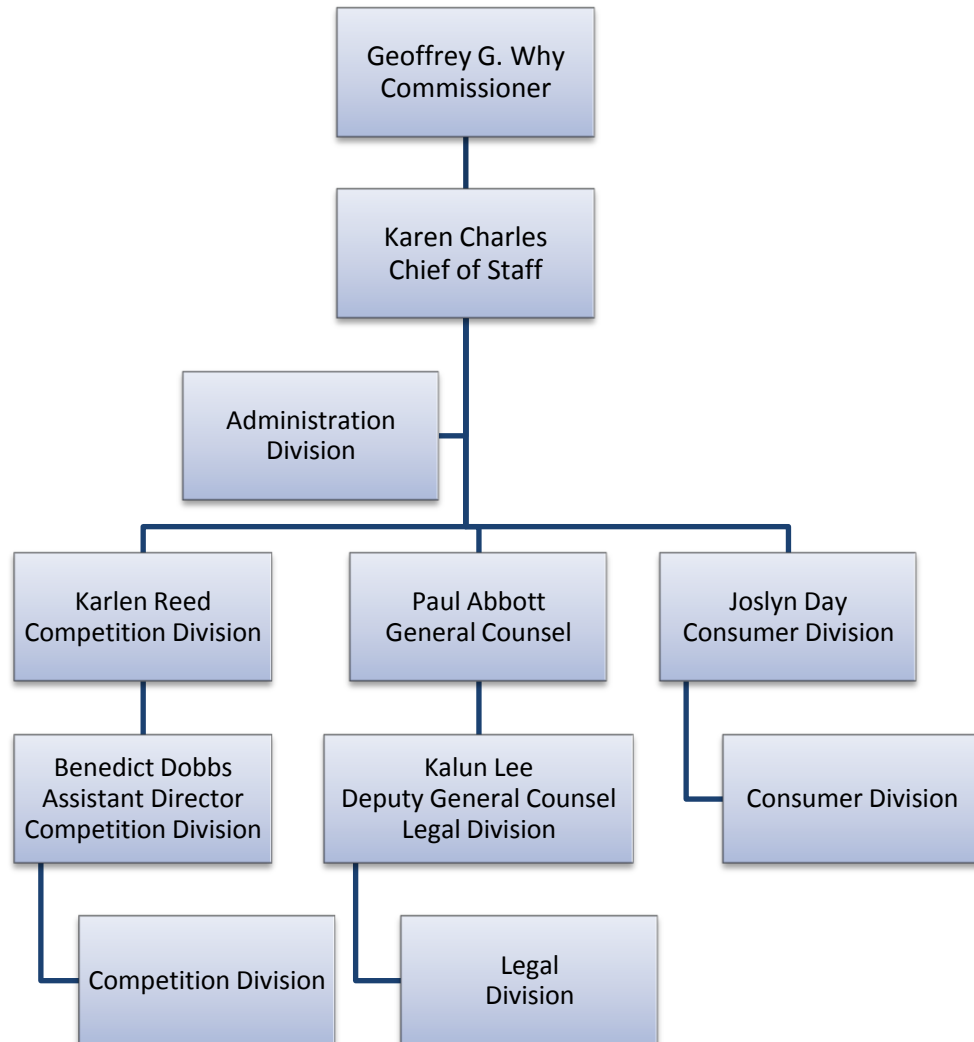 Geoffrey G. Why
Commissioner
Karen Charles
Chief of Staff
Administration
Division
Karlen Reed
Competition Division
Paul Abbott
General Counsel
Joslyn Day
Consumer Division
Benedict Dobbs
Assistant Director
Competition Division
Kalun Lee
Deputy General Counsel
Legal Division
Consumer Division
Competition Division
Legal
Division